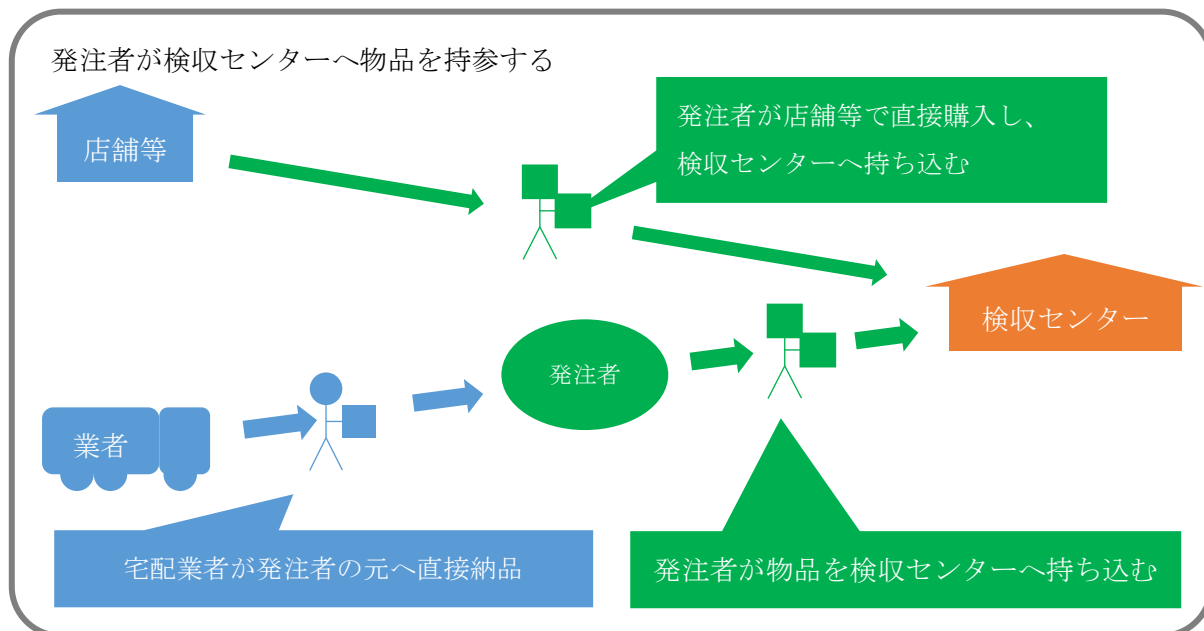 発注者が検収センターへ物品を持参する
店舗等
発注者が店舗等で直接購入し、
検収センターへ持ち込む
検収センター
発注者
業者
宅配業者が発注者の元へ直接納品
発注者が物品を検収センターへ持ち込む